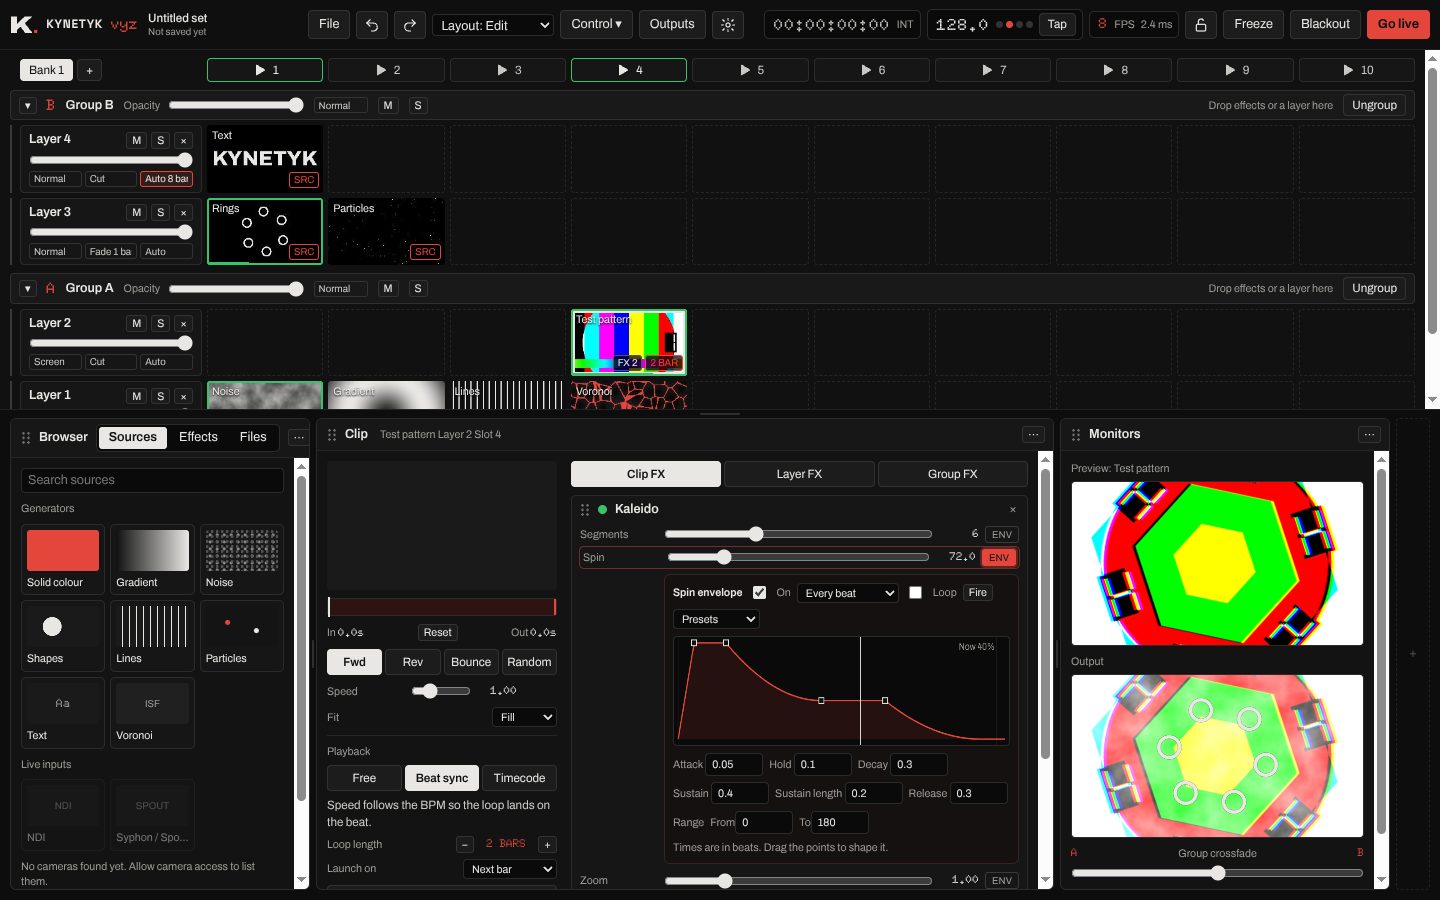 K. KYNETYK vyz Untitled set File Layout: Edit Control ▾ Outputs 00:00:00:00 INT 128.0 Tap 8 FPS 2.4 ms Freeze Blackout Go live
Not saved yet
Bank 1 + 1 2 3 4 5 6 7 8 9 10
B Group B Opacity Normal M S Drop effects or a layer here Ungroup
Layer 4 M S × Text
KYNETYK
Normal Cut Auto 8 bar SRC
Layer 3 M S × Rings Particles
Normal Fade 1 ba Auto SRC SRC
A Group A Opacity Normal M S Drop effects or a layer here Ungroup
Layer 2 M S × Test pattern
Screen Cut Auto FX 2 2 BAR
Layer 1 M S × Noise Gradient Lines Voronoi
Browser Sources Effects Files ...
Search sources
Generators
Solid colour Gradient Noise
Shapes Lines Particles
Aa ISF
Text Voronoi
Live inputs
NDI SPOUT
NDI Syphon / Spo...
No cameras found yet. Allow camera access to list
them.
Clip Test pattern Layer 2 Slot 4 ...
In 0.0s Reset Out 0.0s
Fwd Rev Bounce Random
Speed 1.00
Fit Fill
Playback
Free Beat sync Timecode
Speed follows the BPM so the loop lands on
the beat.
Loop length − 2 BARS +
Launch on Next bar
Clip FX Layer FX Group FX
Kaleido ×
Segments 6 ENV
Spin 72.0 ENV
Spin envelope On Every beat Loop Fire
Presets
Now 40%
Attack 0.05 Hold 0.1 Decay 0.3
Sustain 0.4 Sustain length 0.2 Release 0.3
Range From 0 To 180
Times are in beats. Drag the points to shape it.
Zoom 1.00 ENV
Monitors ...
Preview: Test pattern
Output
A Group crossfade B
+